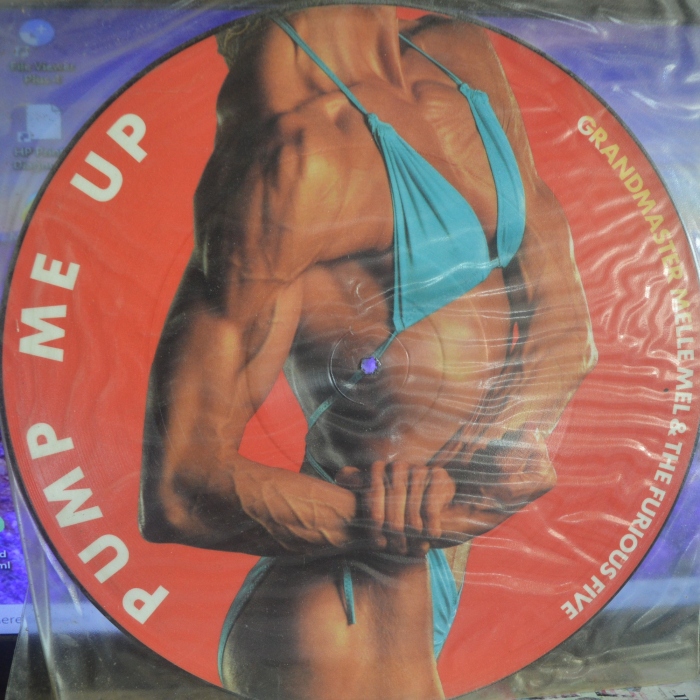 PUMP ME UP
GRANDMASTER MELLE MEL & THE FURIOUS FIVE